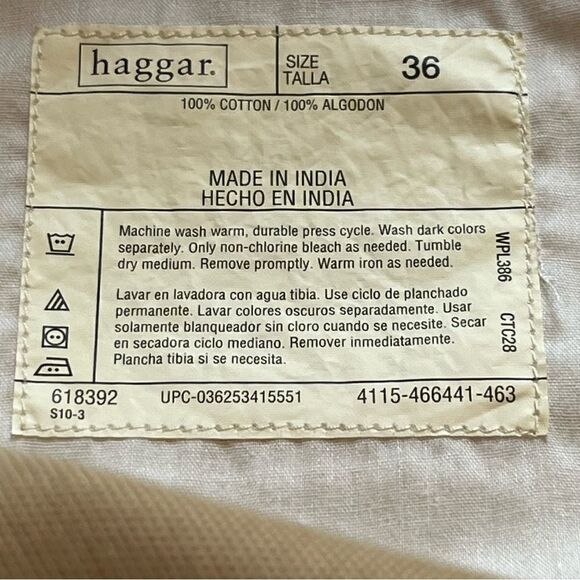 haggar.
SIZE
TALLA
36
100% COTTON / 100% ALGODON
MADE IN INDIA
HECHO EN INDIA
Machine wash warm, durable press cycle. Wash dark colors
separately. Only non-chlorine bleach as needed. Tumble
dry medium. Remove promptly. Warm iron as needed.
Lavar en lavadora con agua tibia. Use ciclo de planchado
permanente. Lavar colores oscuros separadamente. Usar
solamente blanqueador sin cloro cuando se necesite. Secar
en secadora ciclo mediano. Remover inmediatamente.
Plancha tibia si se necesita.
WPL386 CTC28
618392 UPC-036253415551 4115-466441-463
S10-3